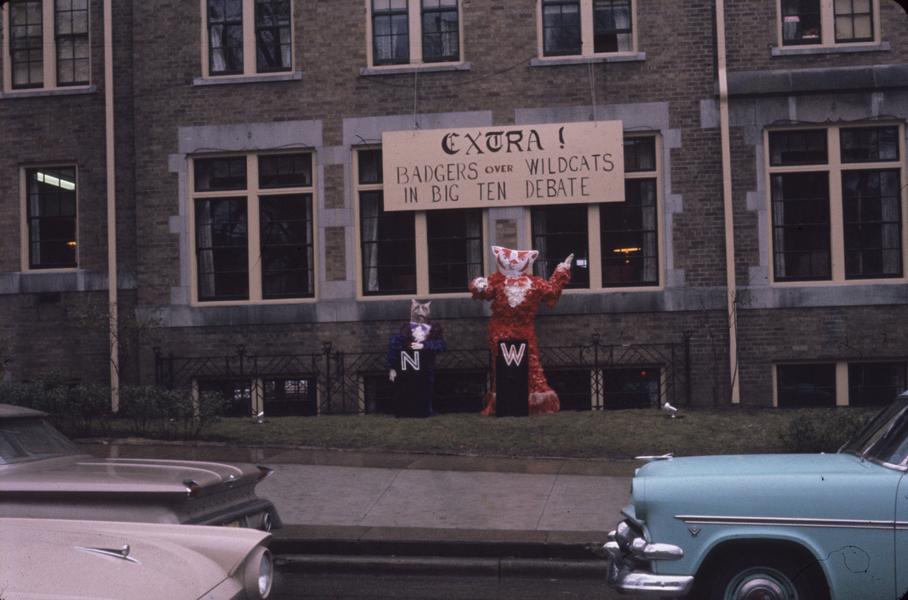 EXTRA!
BADGERS OVER WILDCATS
IN BIG TEN DEBATE
N
W